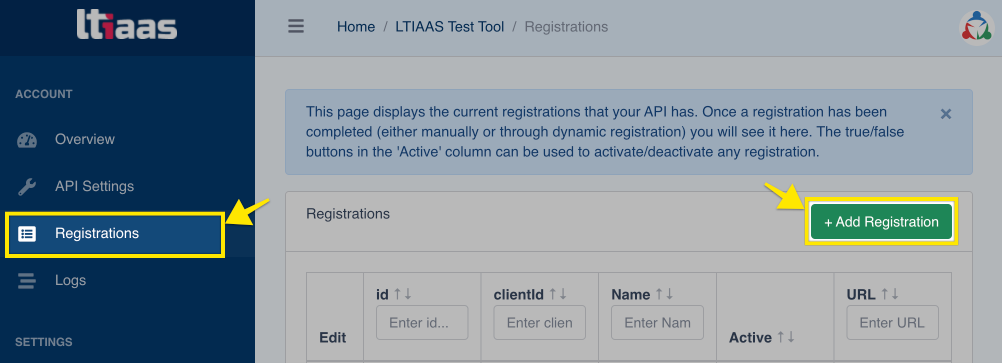 ltiaas
Home / LTIAAS Test Tool / Registrations
ACCOUNT
Overview
API Settings
Registrations
Logs
SETTINGS
This page displays the current registrations that your API has. Once a registration has been
completed (either manually or through dynamic registration) you will see it here. The true/false
buttons in the 'Active' column can be used to activate/deactivate any registration.
×
Registrations
+ Add Registration
Edit
id ↑↓
Enter id...
clientId ↑↓
Enter clien
Name ↑↓
Enter Nam
Active ↑↓
URL ↑↓
Enter URL